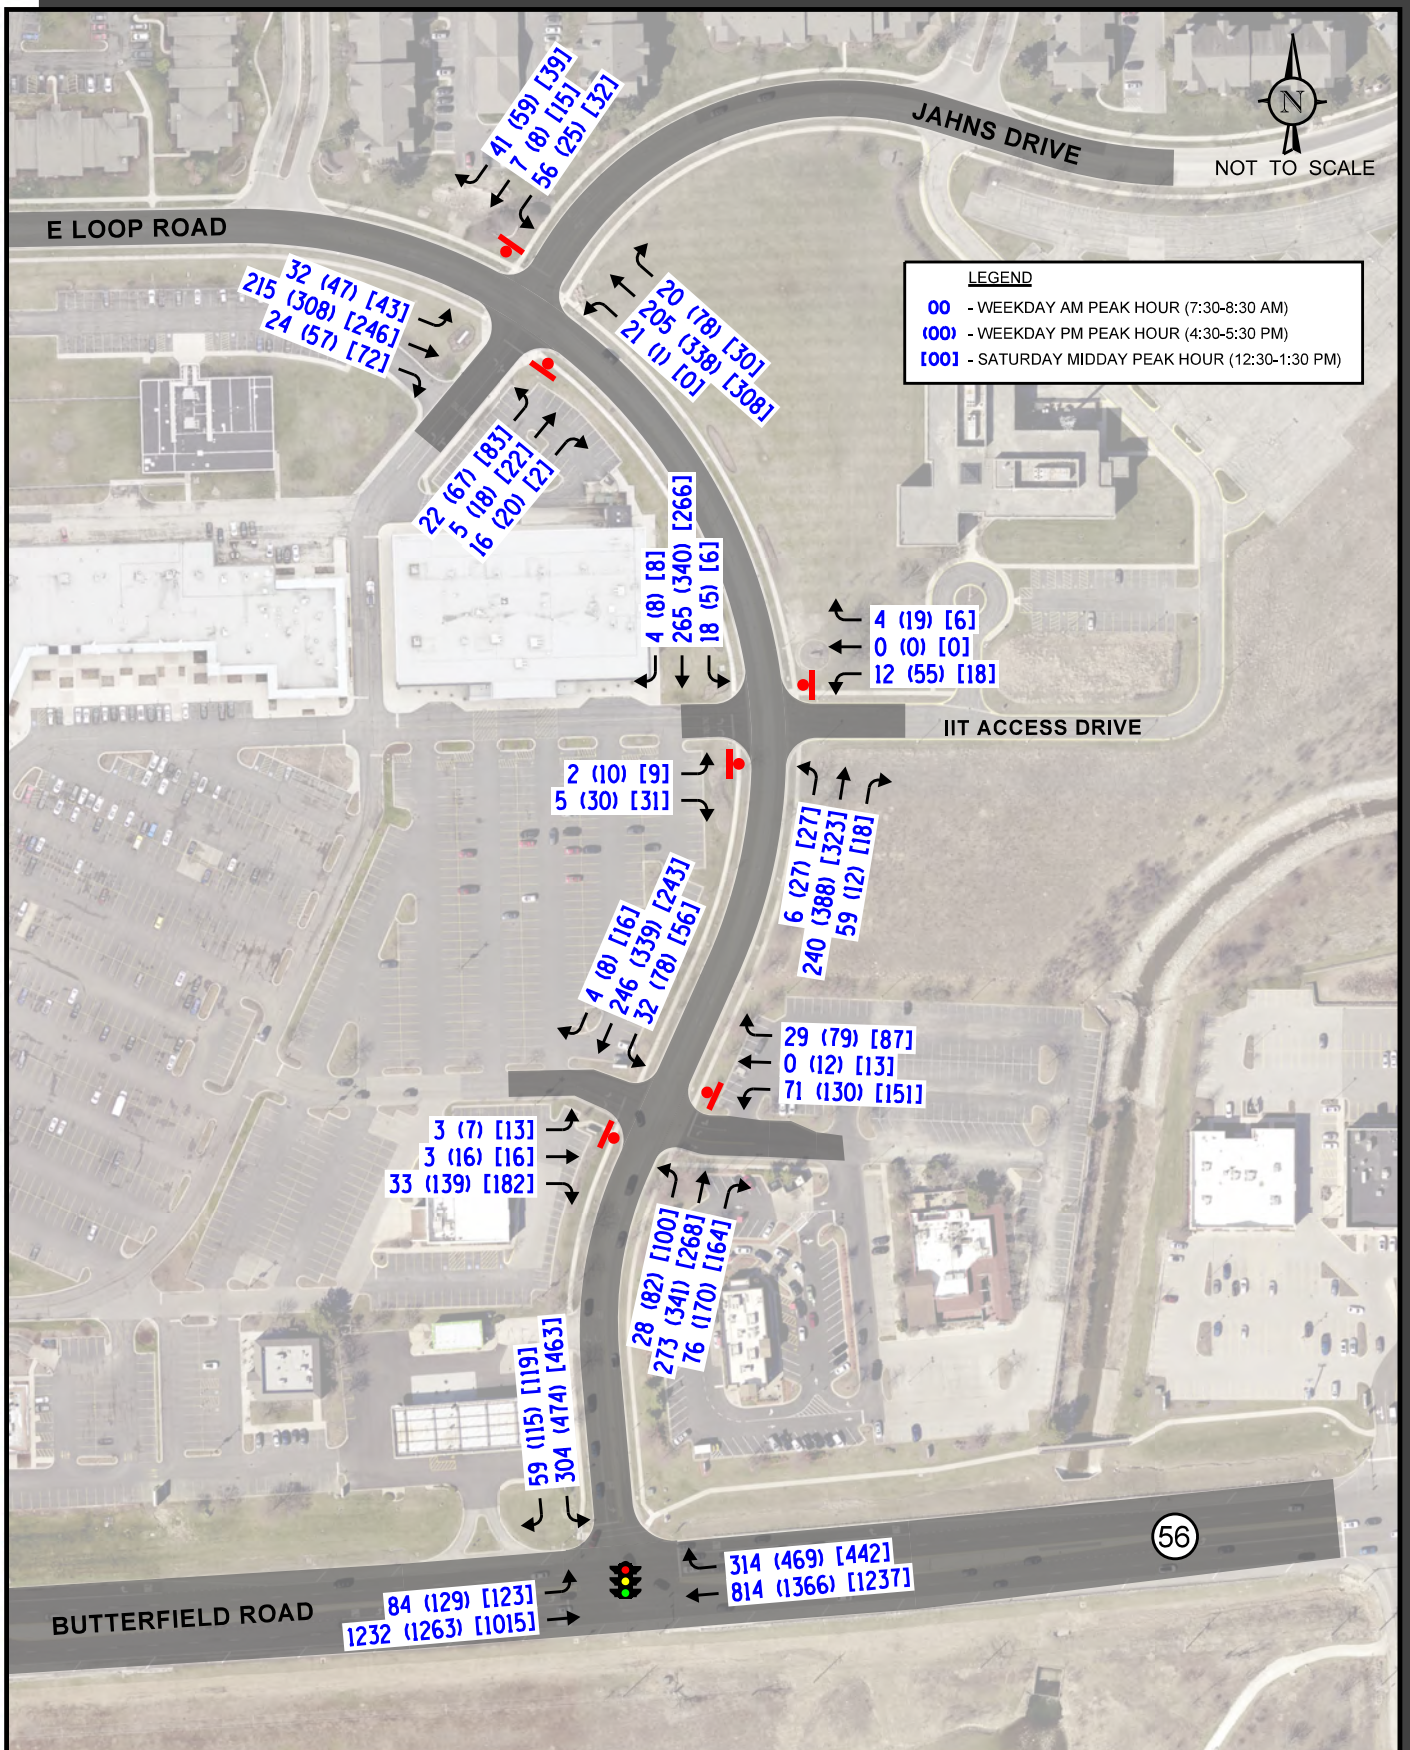 41 (59) [39]
7 (8) [15]
56 (25) [32]
JAHNS DRIVE
N
NOT TO SCALE
E LOOP ROAD
32 (47) [43]
215 (308) [246]
24 (57) [72]
20 (78) [30]
205 (338) [308]
21 (1) [0]
LEGEND
00 - WEEKDAY AM PEAK HOUR (7:30-8:30 AM)
(00) - WEEKDAY PM PEAK HOUR (4:30-5:30 PM)
[00] - SATURDAY MIDDAY PEAK HOUR (12:30-1:30 PM)
22 (67) [83]
5 (18) [22]
16 (20) [2]
4 (8) [8]
265 (340) [266]
18 (5) [6]
4 (19) [6]
0 (0) [0]
12 (55) [18]
IIT ACCESS DRIVE
2 (10) [9]
5 (30) [31]
6 (27) [27]
240 (388) [323]
59 (12) [18]
4 (8) [16]
246 (339) [243]
32 (78) [56]
29 (79) [87]
0 (12) [13]
71 (130) [151]
3 (7) [13]
3 (16) [16]
33 (139) [182]
28 (82) [100]
273 (341) [268]
76 (170) [164]
59 (115) [119]
304 (474) [463]
56
314 (469) [442]
814 (1366) [1237]
84 (129) [123]
1232 (1263) [1015]
BUTTERFIELD ROAD